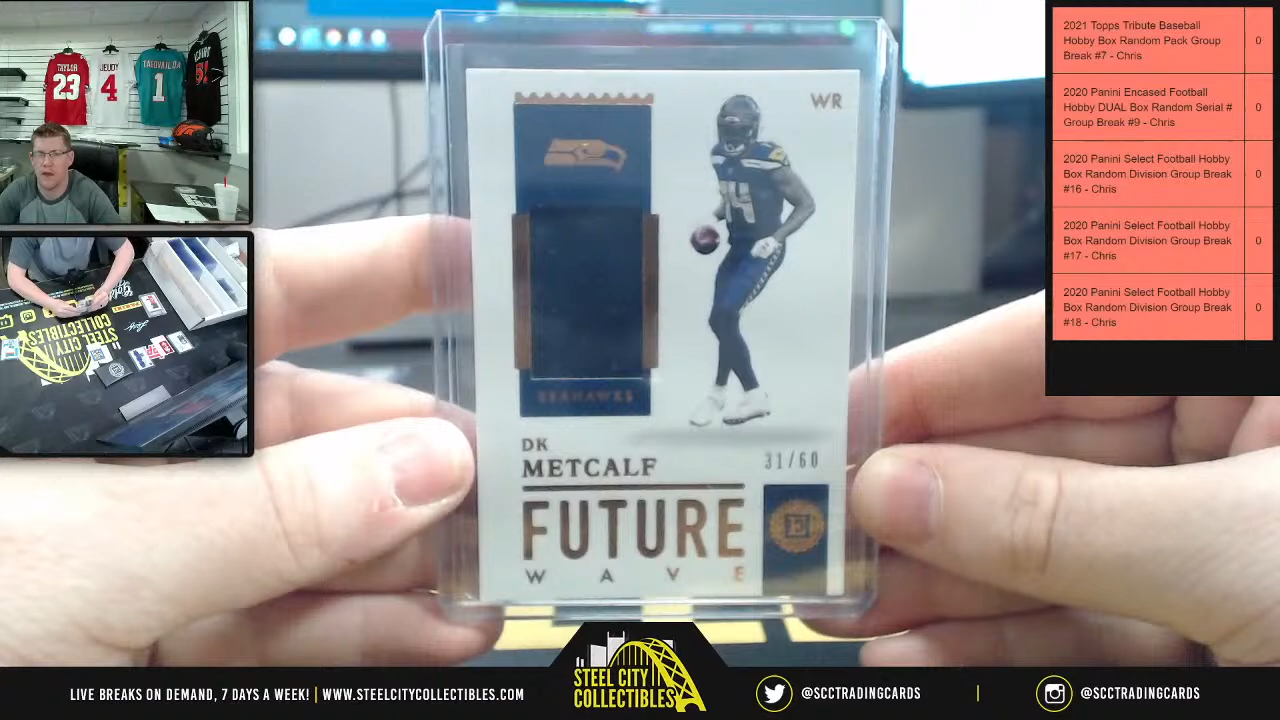 TAYLOR
23
JEUDY
4
TAGOVAILOA
1
WR
14
SEAHAWKS
DK
METCALF
31/60
FUTURE
WAVE
E
2021 Topps Tribute Baseball
Hobby Box Random Pack Group
Break #7 - Chris
0
2020 Panini Encased Football
Hobby DUAL Box Random Serial #
Group Break #9 - Chris
0
2020 Panini Select Football Hobby
Box Random Division Group Break
#16 - Chris
0
2020 Panini Select Football Hobby
Box Random Division Group Break
#17 - Chris
0
2020 Panini Select Football Hobby
Box Random Division Group Break
#18 - Chris
0
STEEL CITY
COLLECTIBLES
LIVE BREAKS ON DEMAND, 7 DAYS A WEEK! | WWW.STEELCITYCOLLECTIBLES.COM
STEEL CITY
COLLECTIBLES
@SCCTRADINGCARDS | @SCCTRADINGCARDS